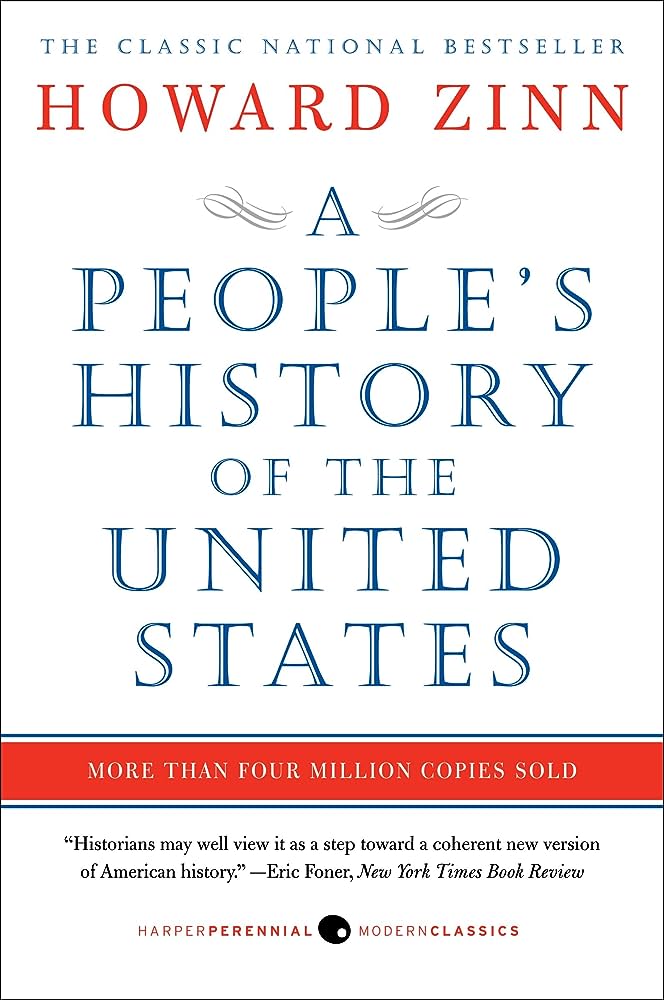 THE CLASSIC NATIONAL BESTSELLER
HOWARD ZINN
A
PEOPLE'S
HISTORY
OF THE
UNITED
STATES
MORE THAN FOUR MILLION COPIES SOLD
“Historians may well view it as a step toward a coherent new version
of American history.” —Eric Foner, New York Times Book Review
HARPERPERENNIAL MODERNCLASSICS